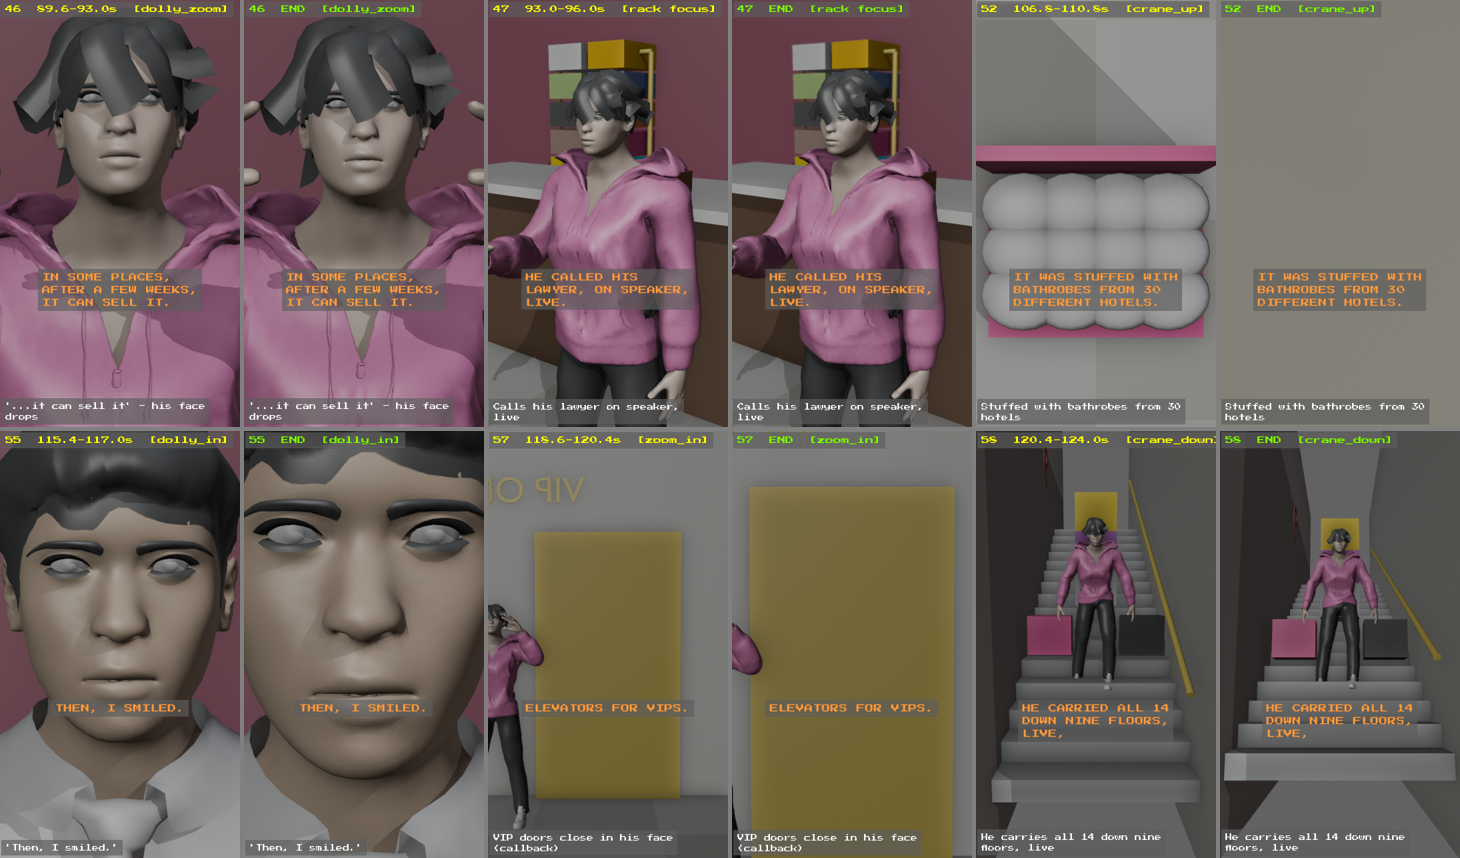 46 89.6-93.0s [dolly_zoom]
IN SOME PLACES,
AFTER A FEW WEEKS,
IT CAN SELL IT.
'...it can sell it' - his face
drops
46 END [dolly_zoom]
IN SOME PLACES,
AFTER A FEW WEEKS,
IT CAN SELL IT.
'...it can sell it' - his face
drops
47 93.0-96.0s [rack focus]
HE CALLED HIS
LAWYER, ON SPEAKER,
LIVE.
Calls his lawyer on speaker,
live
47 END [rack focus]
HE CALLED HIS
LAWYER, ON SPEAKER,
LIVE.
Calls his lawyer on speaker,
live
52 106.8-110.8s [crane_up]
IT WAS STUFFED WITH
BATHROBES FROM 30
DIFFERENT HOTELS.
Stuffed with bathrobes from 30
hotels
52 END [crane_up]
IT WAS STUFFED WITH
BATHROBES FROM 30
DIFFERENT HOTELS.
Stuffed with bathrobes from 30
hotels
55 115.4-117.0s [dolly_in]
THEN, I SMILED.
'Then, I smiled.'
55 END [dolly_in]
THEN, I SMILED.
'Then, I smiled.'
57 118.6-120.4s [zoom_in]
VIP
ELEVATORS FOR VIPS.
VIP doors close in his face
(callback)
57 END [zoom_in]
ELEVATORS FOR VIPS.
VIP doors close in his face
(callback)
58 120.4-124.0s [crane_down]
HE CARRIED ALL 14
DOWN NINE FLOORS,
LIVE,
He carries all 14 down nine
floors, live
58 END [crane_down]
HE CARRIED ALL 14
DOWN NINE FLOORS,
LIVE,
He carries all 14 down nine
floors, live